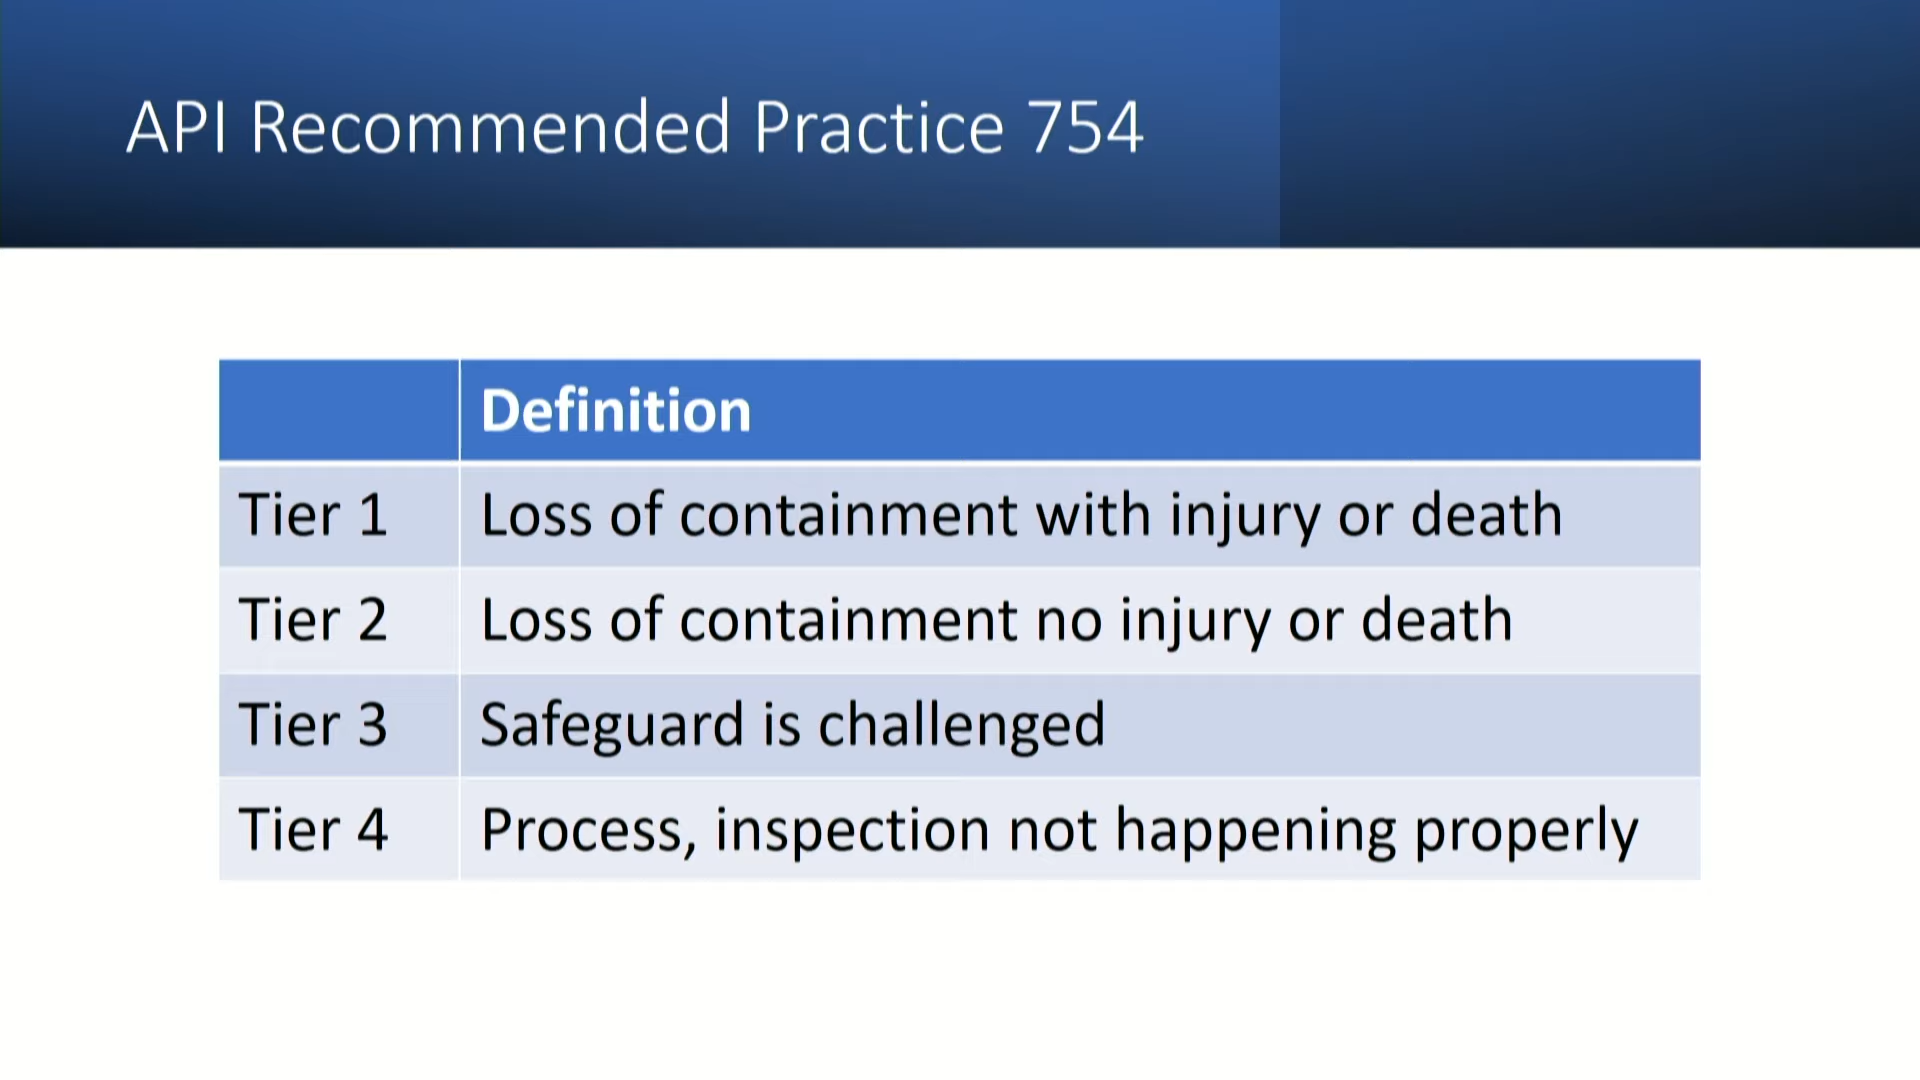 API Recommended Practice 754
Definition
Tier 1 Loss of containment with injury or death
Tier 2 Loss of containment no injury or death
Tier 3 Safeguard is challenged
Tier 4 Process, inspection not happening properly